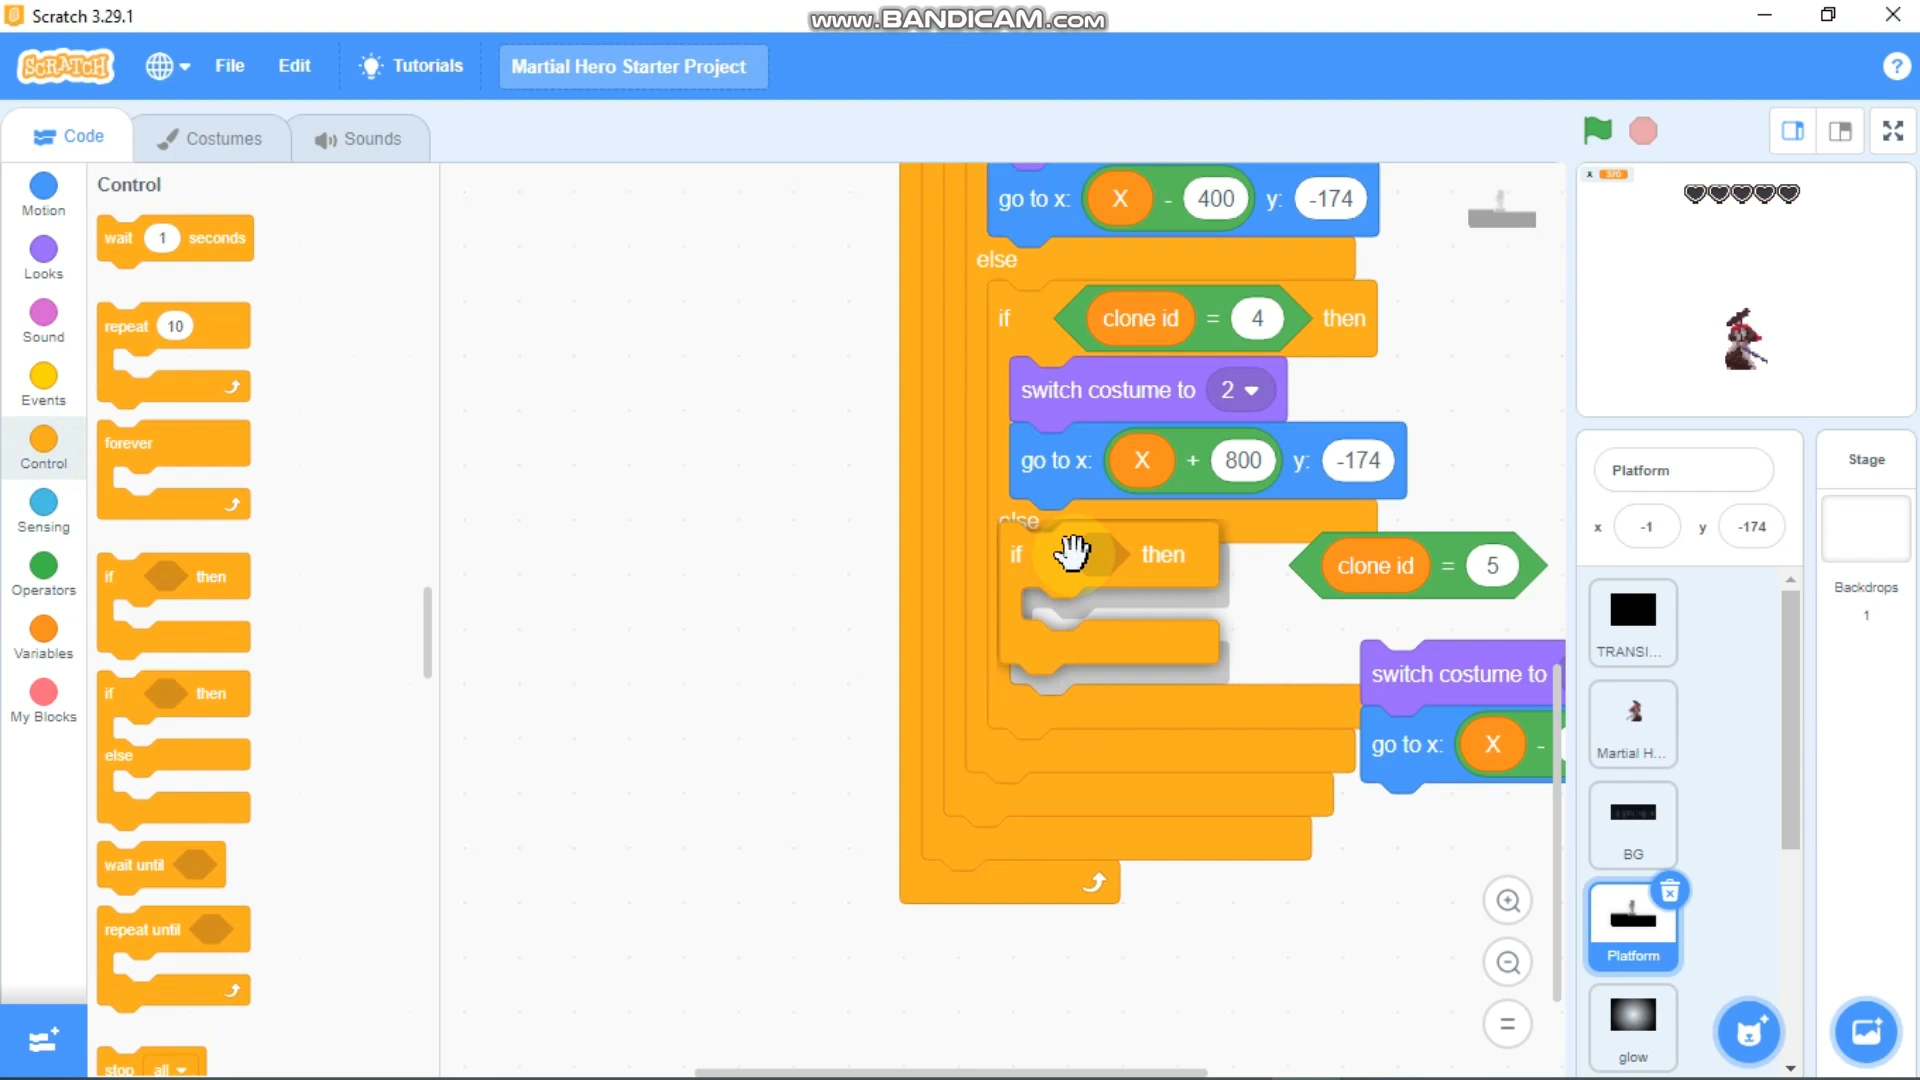 Scratch 3.29.1
www.BANDICAM.com
SCRATCH
File
Edit
Tutorials
Martial Hero Starter Project
?
Code
Costumes
Sounds
Motion
Looks
Sound
Events
Control
Sensing
Operators
Variables
My Blocks
Control
wait 1 seconds
repeat 10
forever
if then
if then
else
wait until
repeat until
stop all
go to x: X - 400 y: -174
else
if clone id = 4 then
switch costume to 2
go to x: X + 800 y: -174
else
if then
clone id = 5
switch costume to
go to x: X -
x 370
Platform
x -1 y -174
TRANSI...
Martial H...
BG
Platform
glow
Stage
Backdrops
1